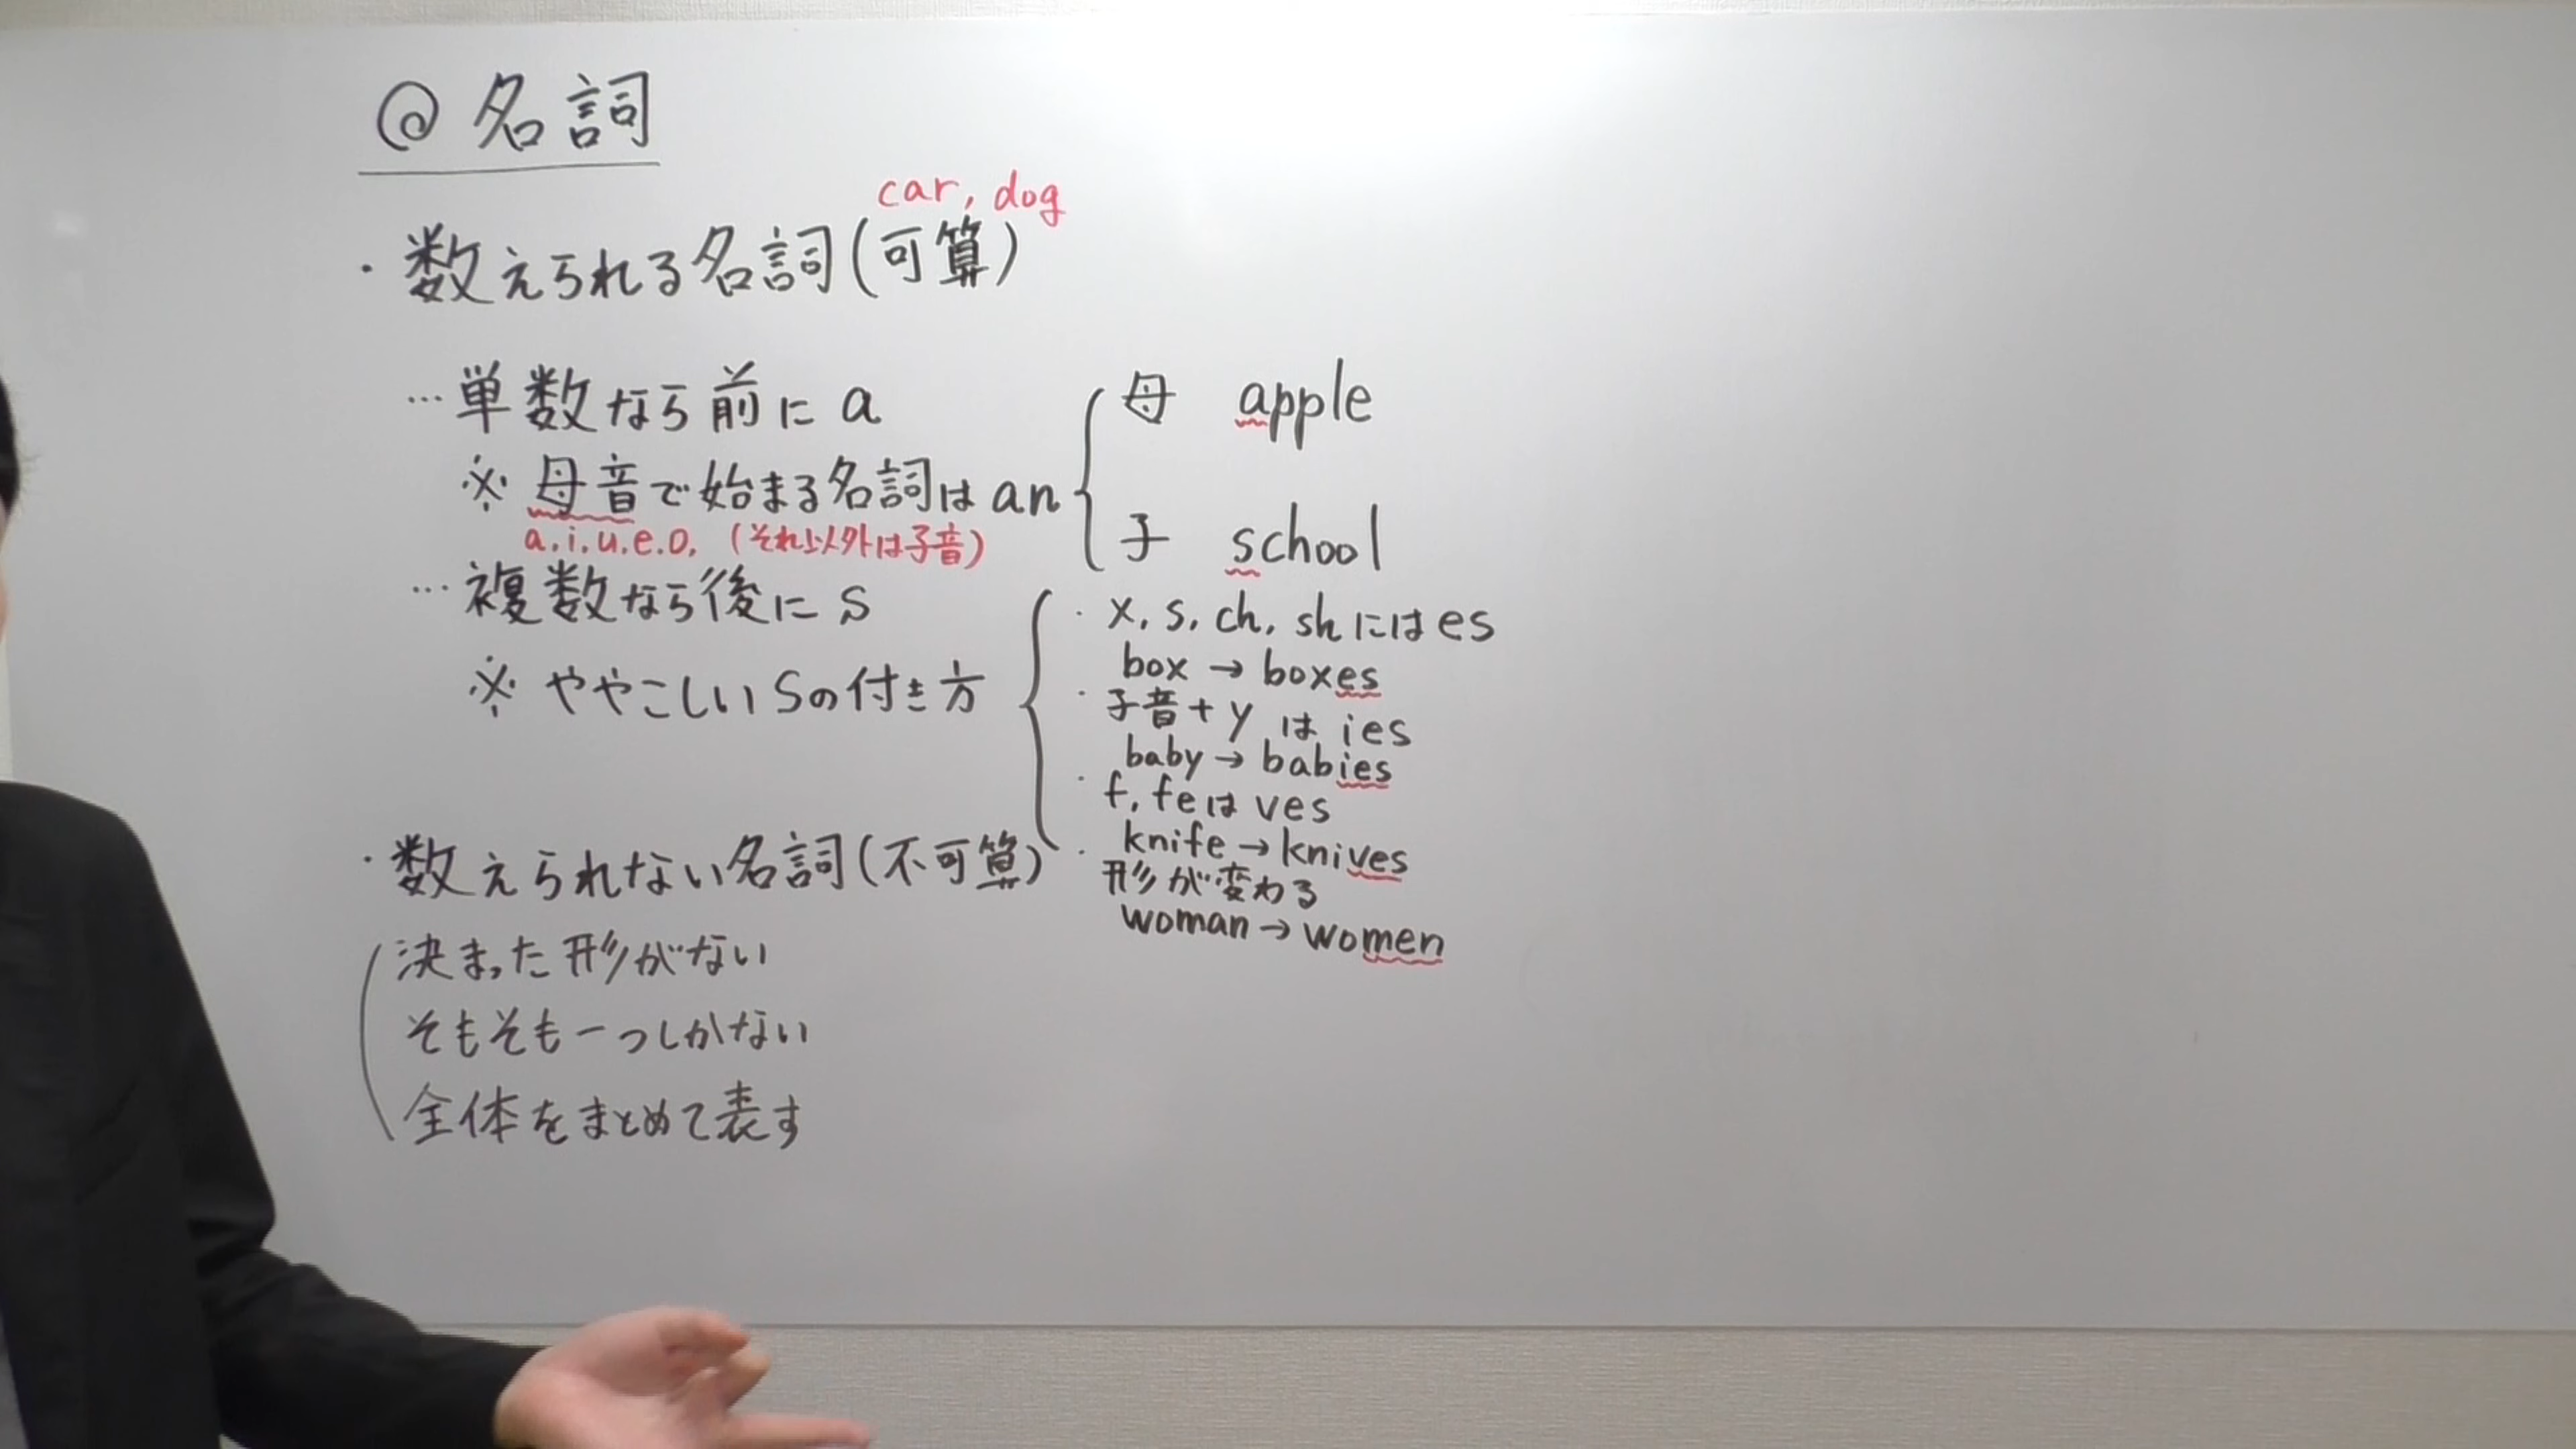 @ 名詞
car, dog
・数えられる名詞(可算)
…単数なら前に a
※ 母音で始まる名詞は an
a.i.u.e.o. (それ以外は子音)
母 apple
子 school
…複数なら後に s
※ ややこしいsの付き方
・x, s, ch, sh には es
box → boxes
・子音+y は ies
baby → babies
・f, fe は ves
knife → knives
・形が変わる
woman → women
・数えられない名詞(不可算)
決まった形がない
そもそも一つしかない
全体をまとめて表す